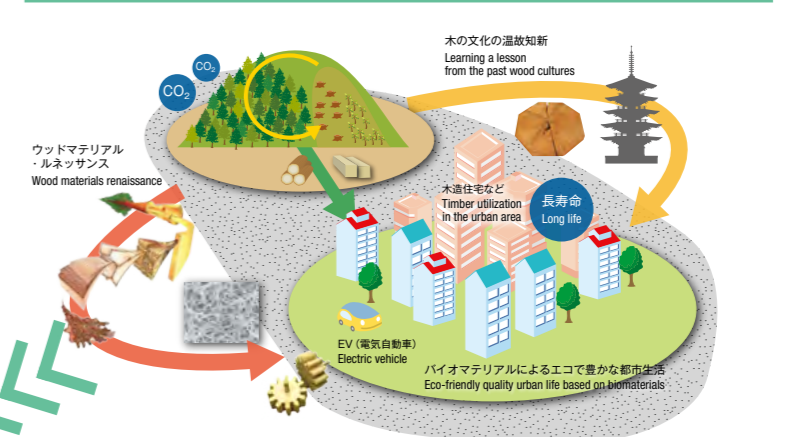 木の文化の温故知新
Learning a lesson
from the past wood cultures
CO₂
CO₂
ウッドマテリアル
・ルネッサンス
Wood materials renaissance
木造住宅など
Timber utilization
in the urban area
長寿命
Long life
EV（電気自動車）
Electric vehicle
バイオマテリアルによるエコで豊かな都市生活
Eco-friendly quality urban life based on biomaterials